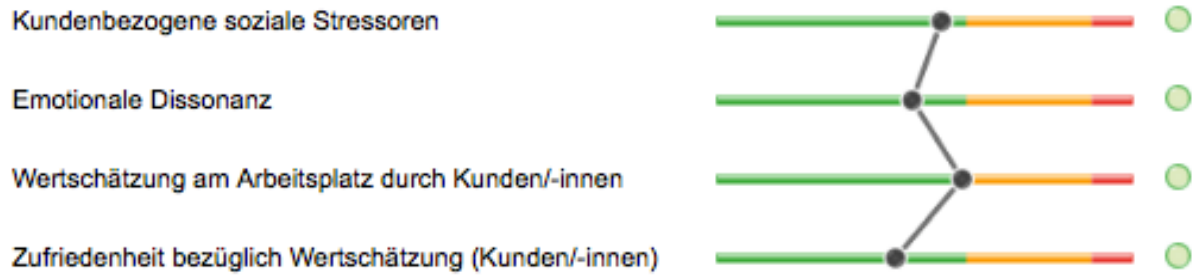 Kundenbezogene soziale Stressoren
Emotionale Dissonanz
Wertschätzung am Arbeitsplatz durch Kunden/-innen
Zufriedenheit bezüglich Wertschätzung (Kunden/-innen)